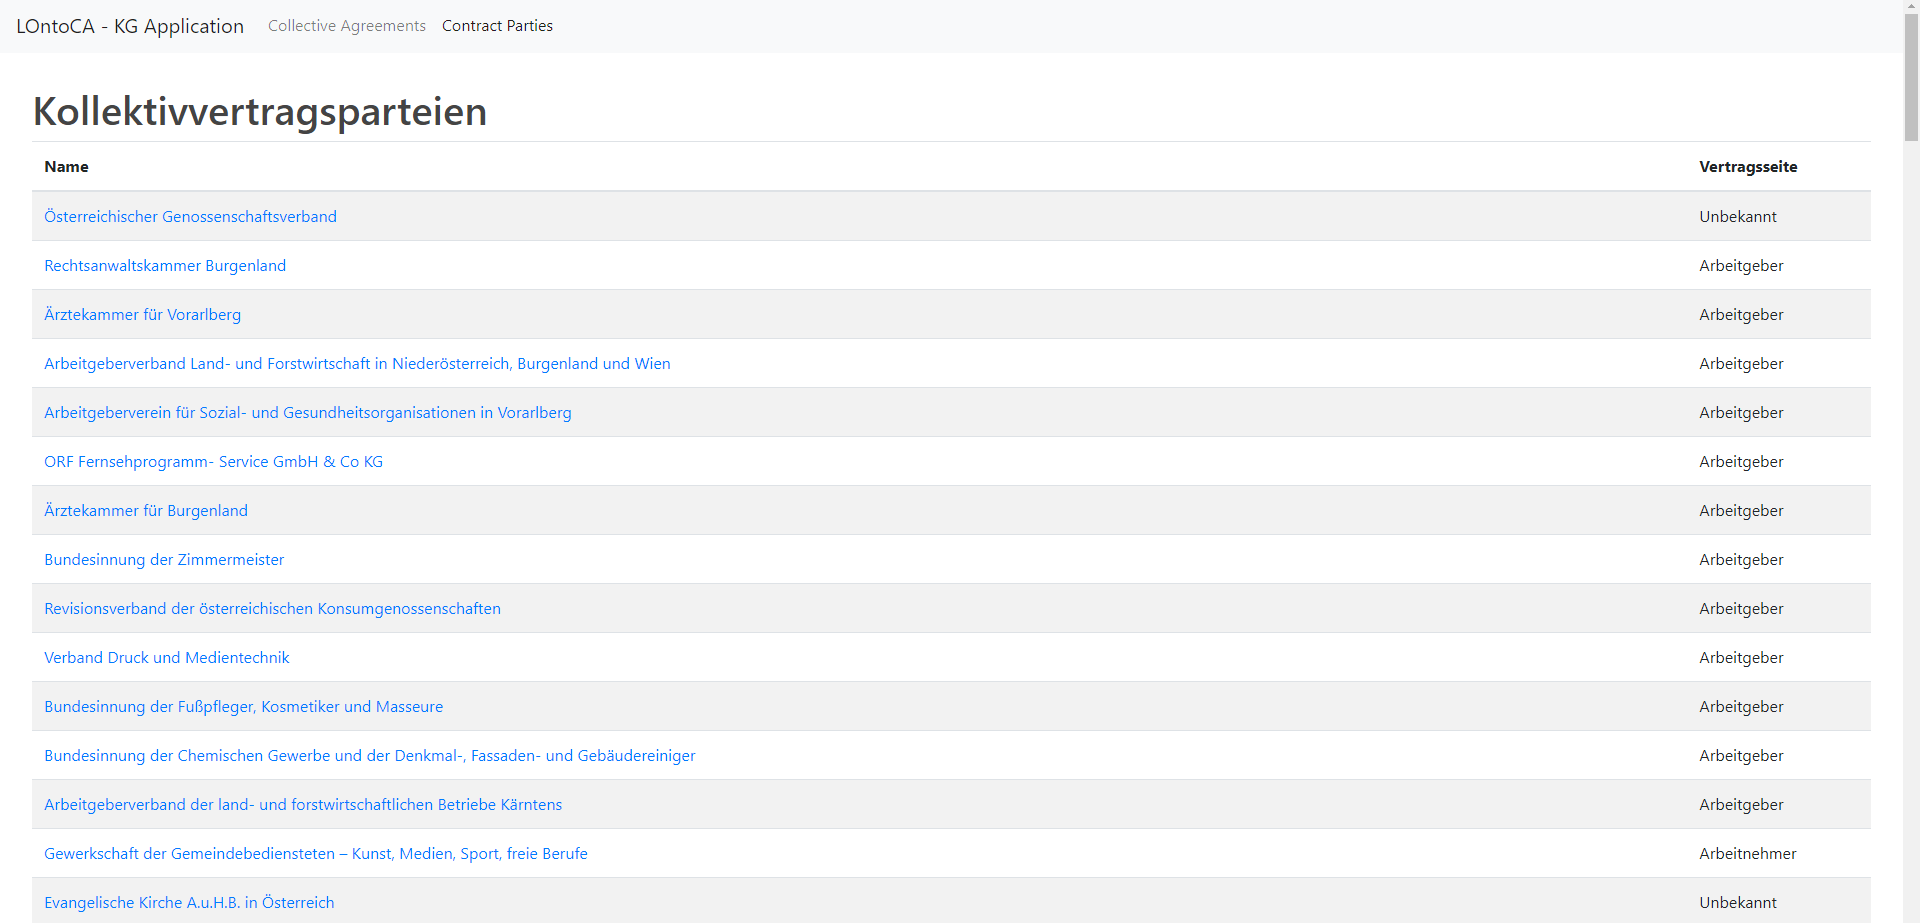 LOntoCA - KG Application Collective Agreements Contract Parties
Kollektivvertragsparteien
Name Vertragsseite
Österreichischer Genossenschaftsverband Unbekannt
Rechtsanwaltskammer Burgenland Arbeitgeber
Ärztekammer für Vorarlberg Arbeitgeber
Arbeitgeberverband Land- und Forstwirtschaft in Niederösterreich, Burgenland und Wien Arbeitgeber
Arbeitgeberverein für Sozial- und Gesundheitsorganisationen in Vorarlberg Arbeitgeber
ORF Fernsehprogramm- Service GmbH & Co KG Arbeitgeber
Ärztekammer für Burgenland Arbeitgeber
Bundesinnung der Zimmermeister Arbeitgeber
Revisionsverband der österreichischen Konsumgenossenschaften Arbeitgeber
Verband Druck und Medientechnik Arbeitgeber
Bundesinnung der Fußpfleger, Kosmetiker und Masseure Arbeitgeber
Bundesinnung der Chemischen Gewerbe und der Denkmal-, Fassaden- und Gebäudereiniger Arbeitgeber
Arbeitgeberverband der land- und forstwirtschaftlichen Betriebe Kärntens Arbeitgeber
Gewerkschaft der Gemeindebediensteten – Kunst, Medien, Sport, freie Berufe Arbeitnehmer
Evangelische Kirche A.u.H.B. in Österreich Unbekannt